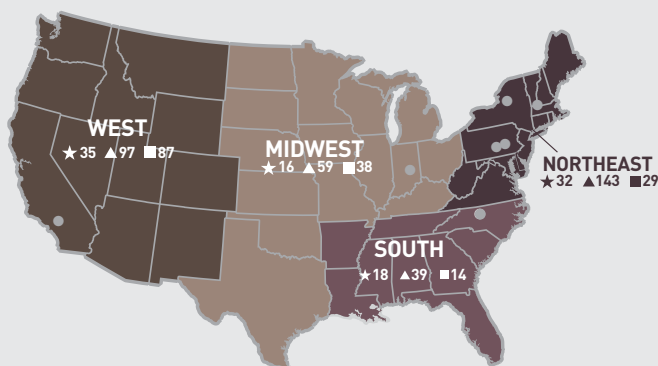 WEST
★ 35 ▲ 97 ■ 87
MIDWEST
★ 16 ▲ 59 ■ 38
NORTHEAST
★ 32 ▲ 143 ■ 29
SOUTH
★ 18 ▲ 39 ■ 14